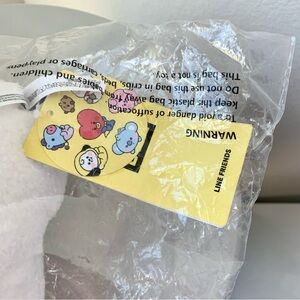 WARNING
To avoid danger of suffocation
keep the plastic bag away from
babies and children.
Do not use this bag in cribs, beds, carriages or playpens.
This bag is not a toy.
LINE FRIENDS